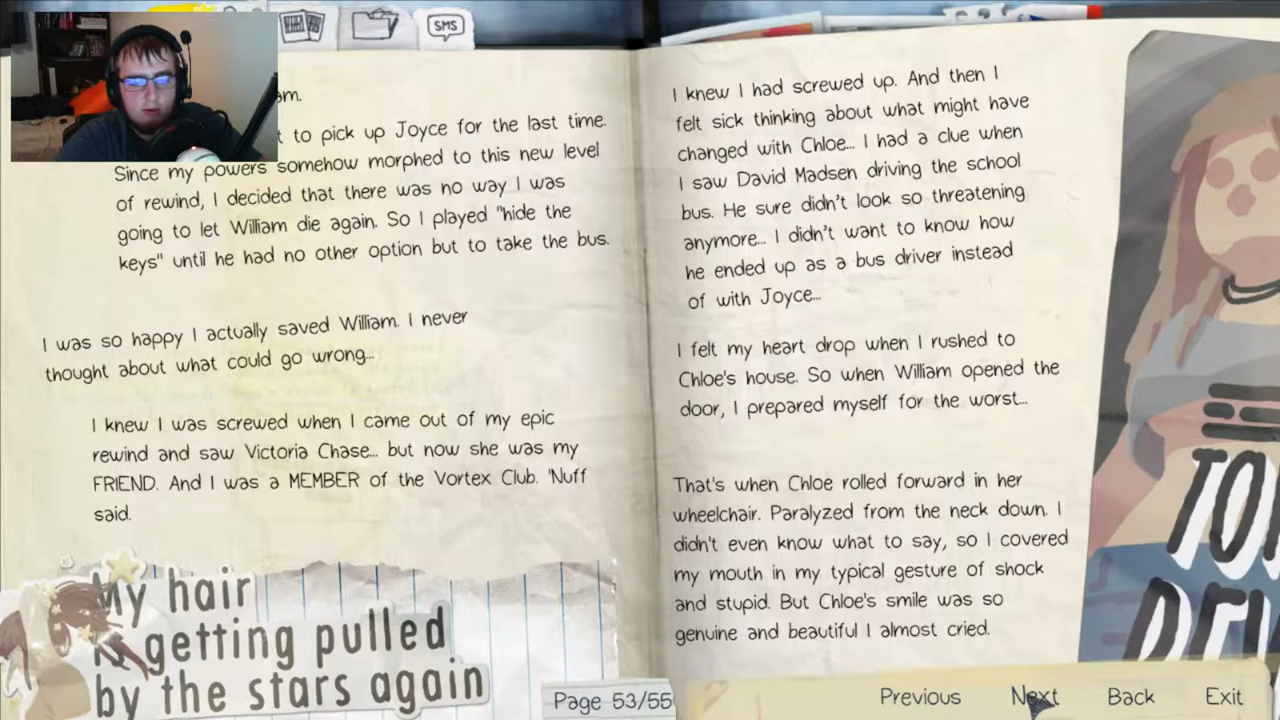 SMS
am.
to pick up Joyce for the last time.
Since my powers somehow morphed to this new level
of rewind, I decided that there was no way I was
going to let William die again. So I played "hide the
keys" until he had no other option but to take the bus.
I was so happy I actually saved William. I never
thought about what could go wrong...
I knew I was screwed when I came out of my epic
rewind and saw Victoria Chase... but now she was my
FRIEND. And I was a MEMBER of the Vortex Club. 'Nuff
said.
My hair
is getting pulled
by the stars again
Page 53/55
I knew I had screwed up. And then I
felt sick thinking about what might have
changed with Chloe... I had a clue when
I saw David Madsen driving the school
bus. He sure didn't look so threatening
anymore... I didn't want to know how
he ended up as a bus driver instead
of with Joyce...
I felt my heart drop when I rushed to
Chloe's house. So when William opened the
door, I prepared myself for the worst...
That's when Chloe rolled forward in her
wheelchair. Paralyzed from the neck down. I
didn't even know what to say, so I covered
my mouth in my typical gesture of shock
and stupid. But Chloe's smile was so
genuine and beautiful I almost cried.
Previous Next Back Exit